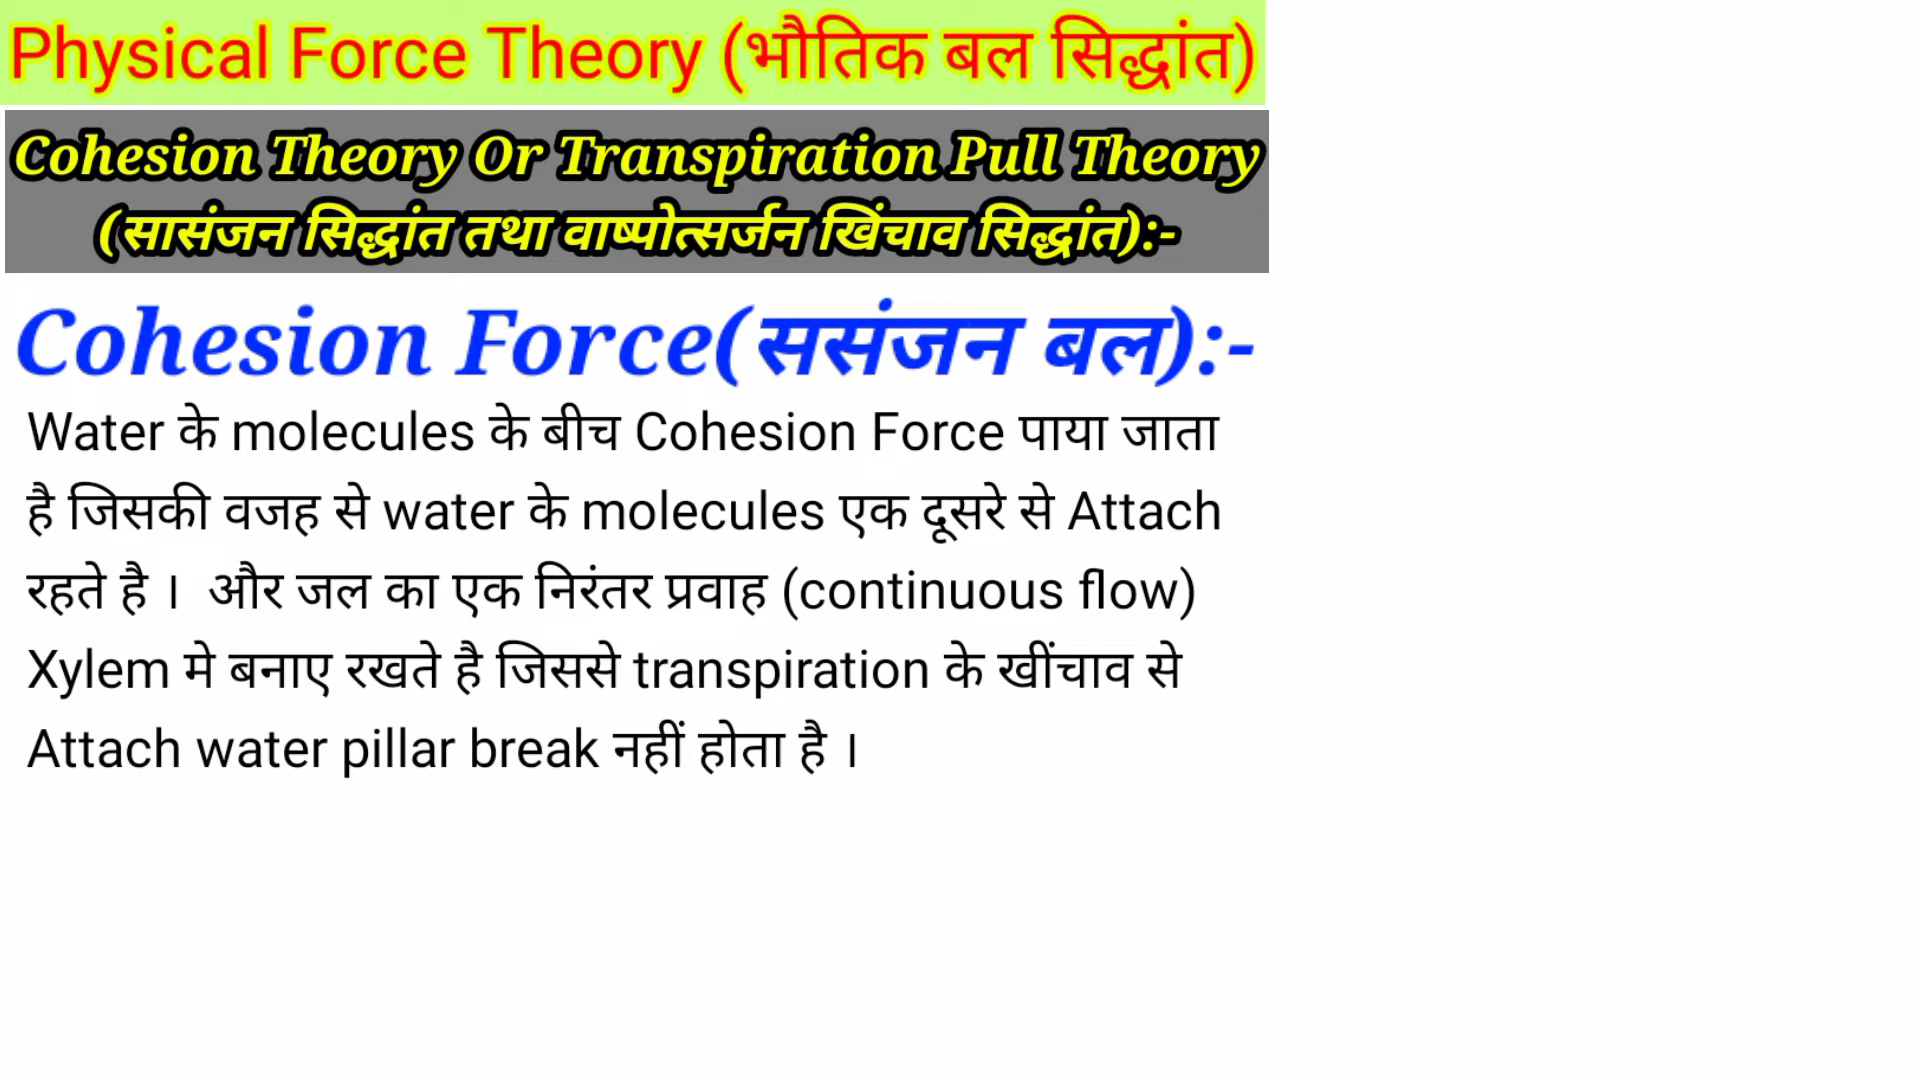 Physical Force Theory (भौतिक बल सिद्धांत)
Cohesion Theory Or Transpiration Pull Theory
(सासंजन सिद्धांत तथा वाष्पोत्सर्जन खिंचाव सिद्धांत):-
Cohesion Force(ससंजन बल):-
Water के molecules के बीच Cohesion Force पाया जाता
है जिसकी वजह से water के molecules एक दूसरे से Attach
रहते है । और जल का एक निरंतर प्रवाह (continuous flow)
Xylem मे बनाए रखते है जिससे transpiration के खींचाव से
Attach water pillar break नहीं होता है ।